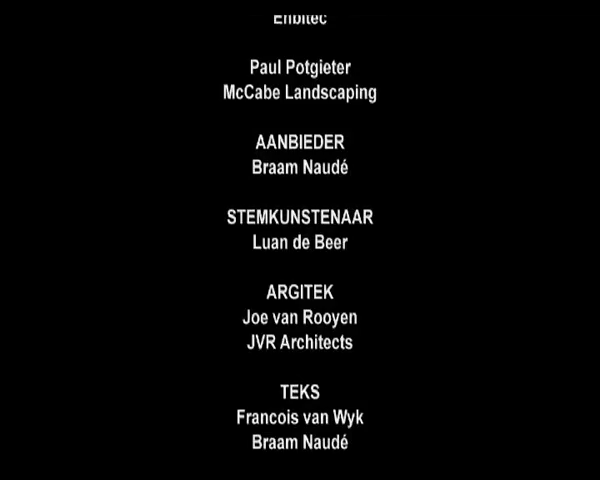 Enbitec
Paul Potgieter
McCabe Landscaping
AANBIEDER
Braam Naudé
STEMKUNSTENAAR
Luan de Beer
ARGITEK
Joe van Rooyen
JVR Architects
TEKS
Francois van Wyk
Braam Naudé